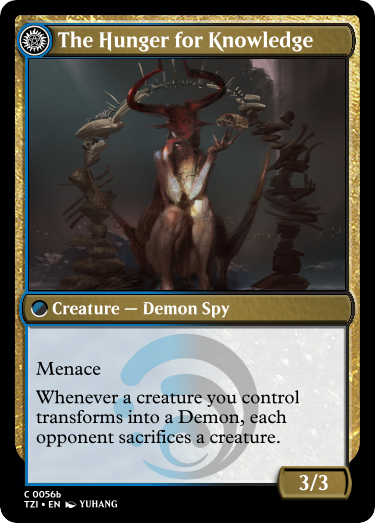 The Hunger for Knowledge
Creature — Demon Spy
Menace
Whenever a creature you control
transforms into a Demon, each
opponent sacrifices a creature.
3/3
C 0056b
TZI • EN YUHANG